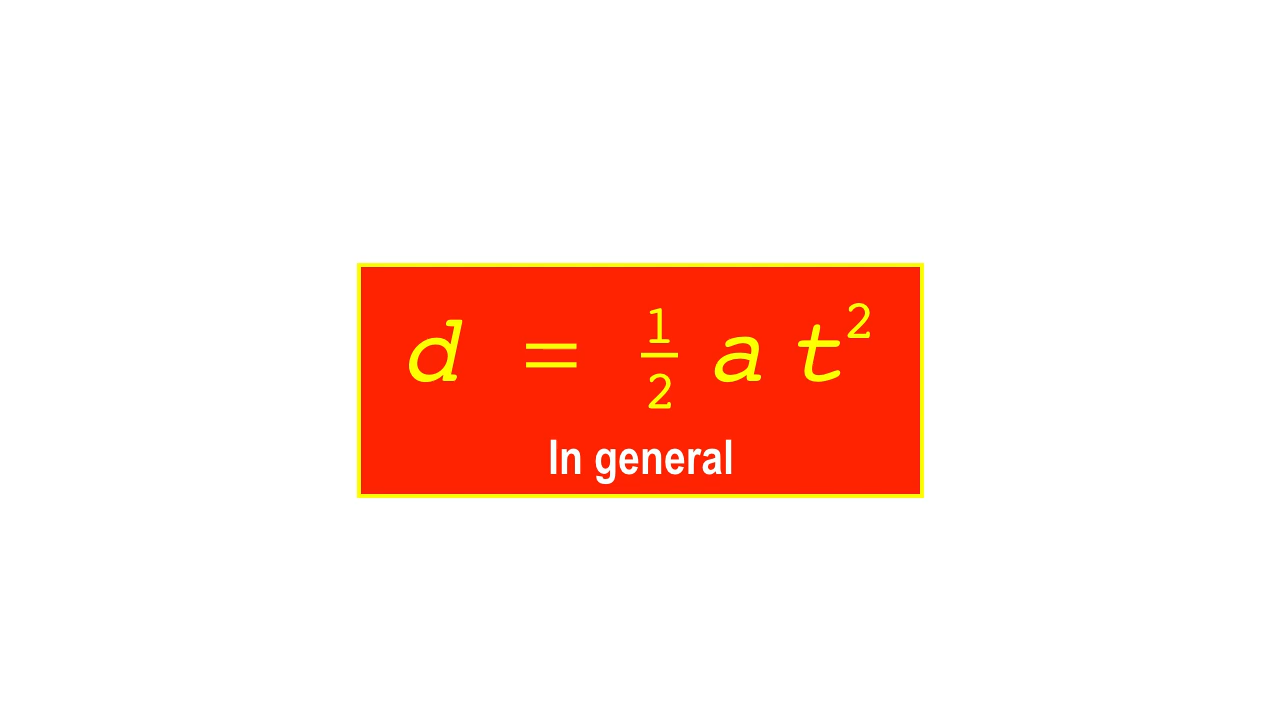 d = ½ a t²
In general